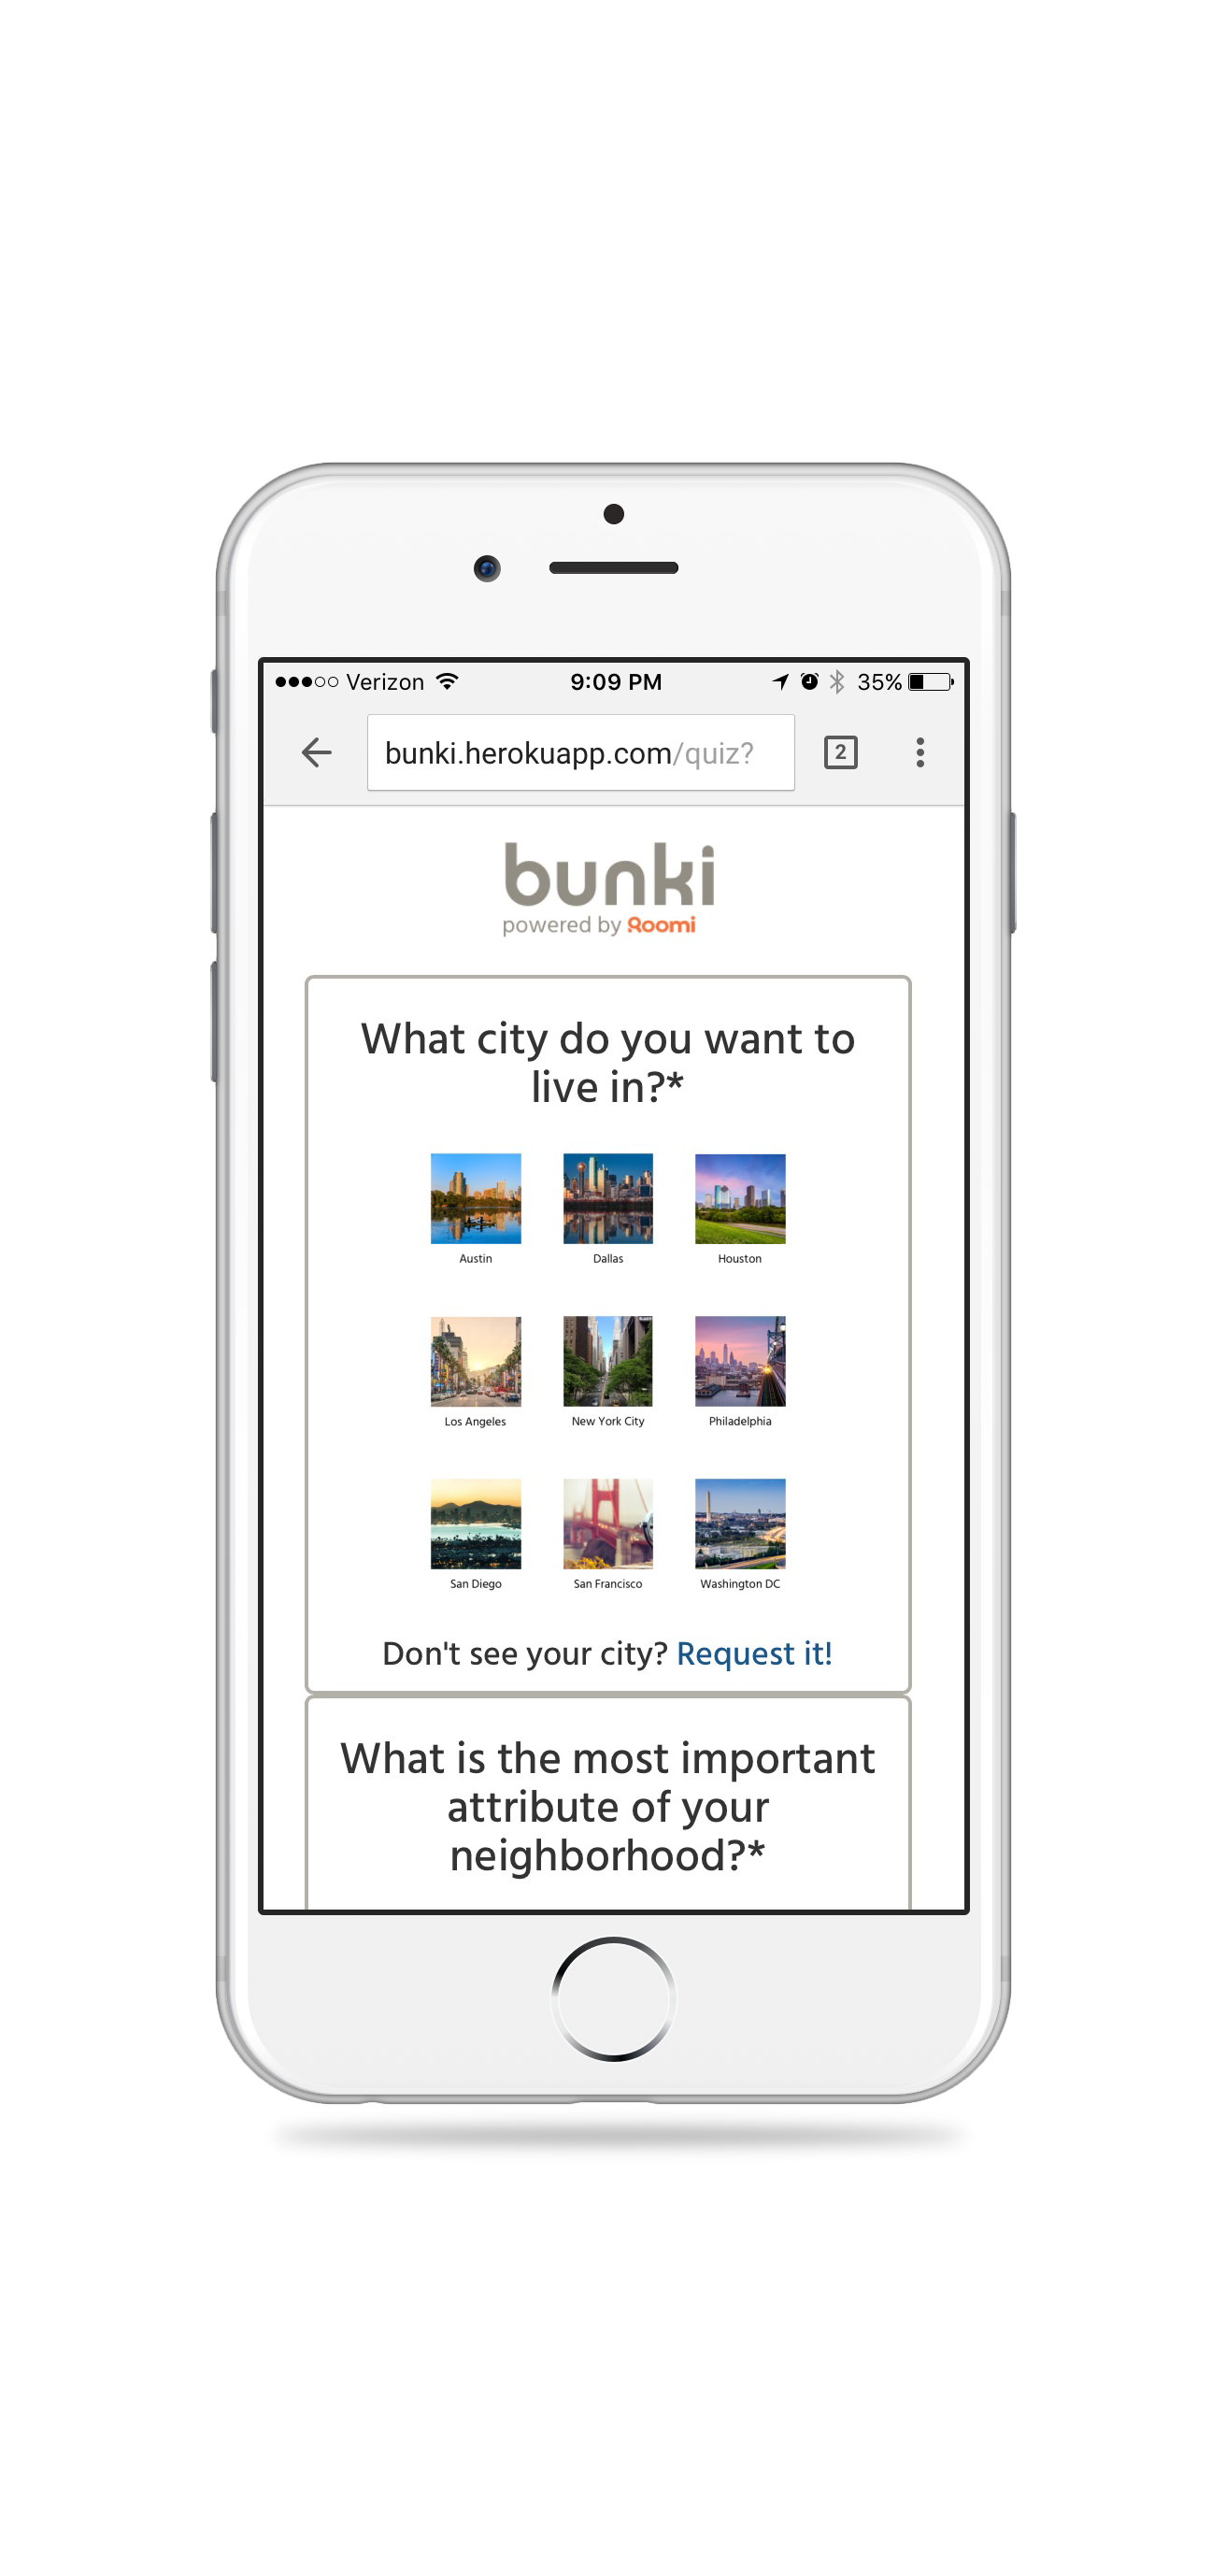 Verizon 9:09 PM 35%
bunki.herokuapp.com/quiz? 2
bunki
powered by Roomi
What city do you want to
live in?*
Austin Dallas Houston
Los Angeles New York City Philadelphia
San Diego San Francisco Washington DC
Don't see your city? Request it!
What is the most important
attribute of your
neighborhood?*